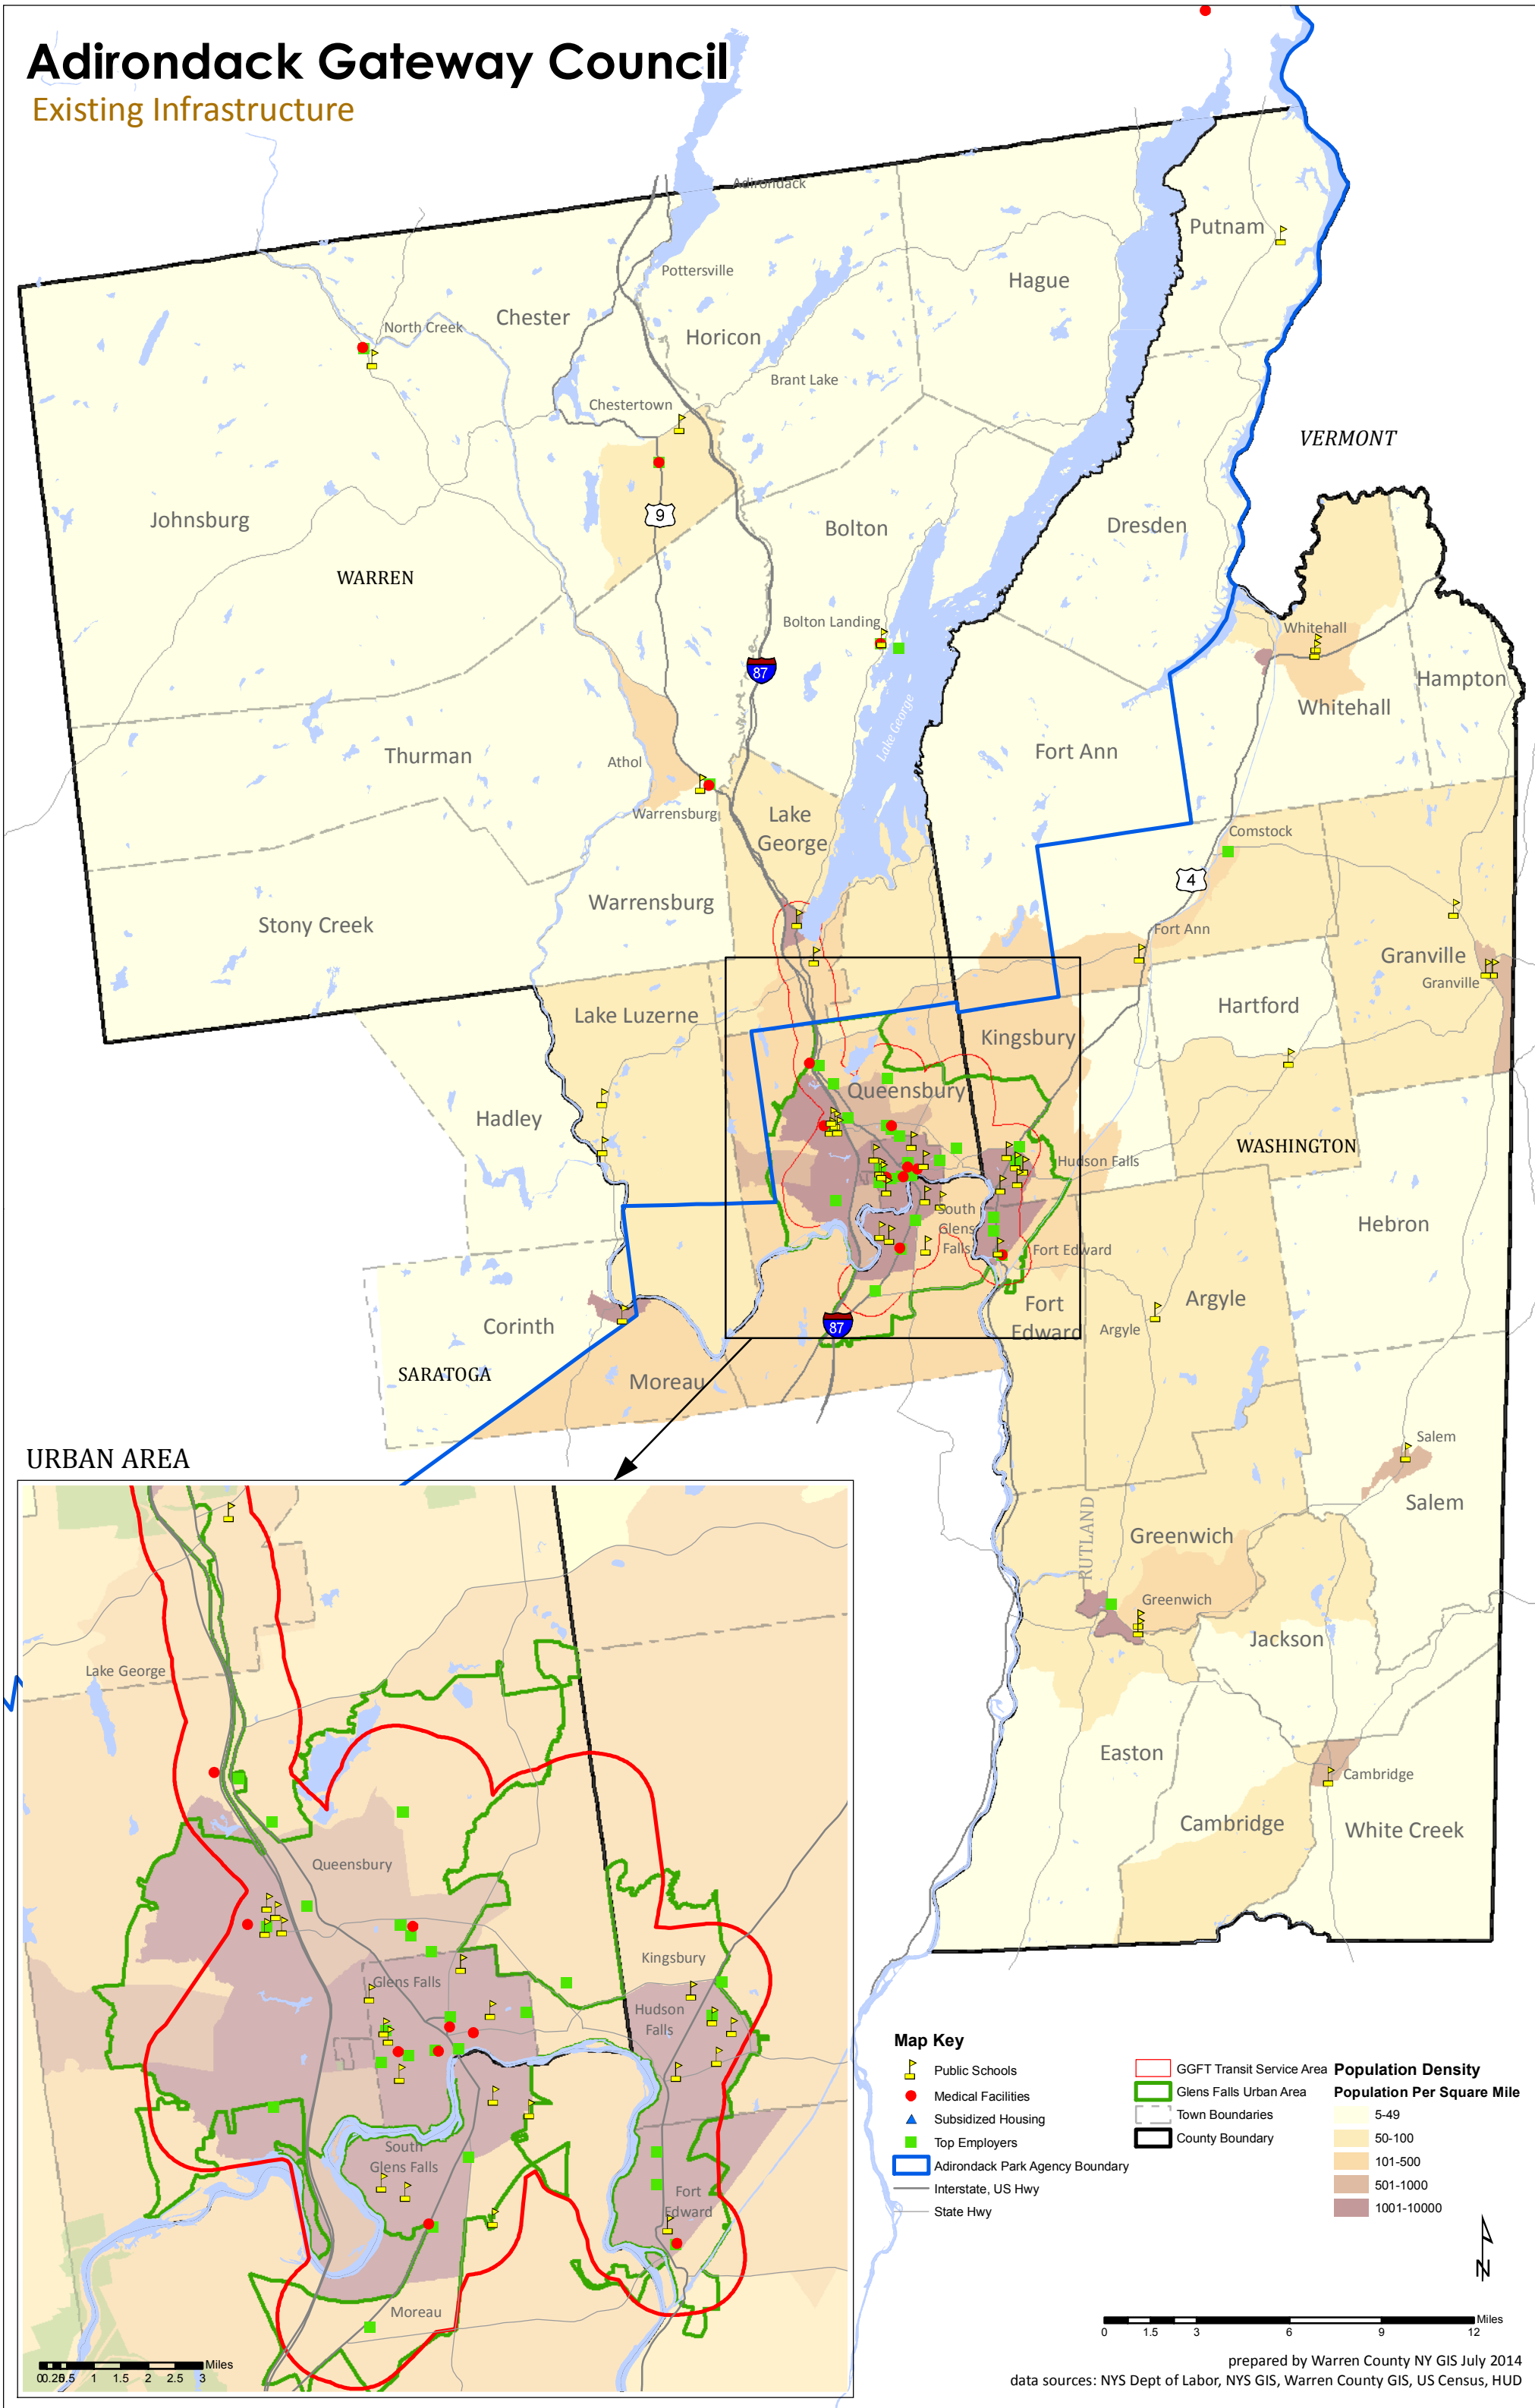 Adirondack Gateway Council
Existing Infrastructure
Adirondack
Putnam
Pottersville
Hague
Chester
North Creek
Horicon
Brant Lake
Chestertown
VERMONT
9
Johnsburg
Bolton
Dresden
WARREN
Bolton Landing
Whitehall
87
Hampton
Whitehall
Lake George
Thurman
Athol
Fort Ann
Warrensburg
Lake
George
Comstock
4
Warrensburg
Stony Creek
Fort Ann
Granville
Granville
Lake Luzerne
Hartford
Kingsbury
Queensbury
Hadley
WASHINGTON
Hudson Falls
South
Glens
Falls
Hebron
Fort Edward
Fort
Edward
Argyle
Argyle
87
Corinth
SARATOGA
Moreau
Salem
Salem
URBAN AREA
RUTLAND
Greenwich
Greenwich
Jackson
Easton
Cambridge
Cambridge
White Creek
Lake George
Queensbury
Kingsbury
Glens Falls
Hudson
Falls
South
Glens Falls
Fort
Edward
Moreau
Miles
0 0.25 0.5 1 1.5 2 2.5 3
Map Key
Public Schools
Medical Facilities
Subsidized Housing
Top Employers
Adirondack Park Agency Boundary
Interstate, US Hwy
State Hwy
GGFT Transit Service Area
Glens Falls Urban Area
Town Boundaries
County Boundary
Population Density
Population Per Square Mile
5-49
50-100
101-500
501-1000
1001-10000
N
Miles
0 1.5 3 6 9 12
prepared by Warren County NY GIS July 2014
data sources: NYS Dept of Labor, NYS GIS, Warren County GIS, US Census, HUD